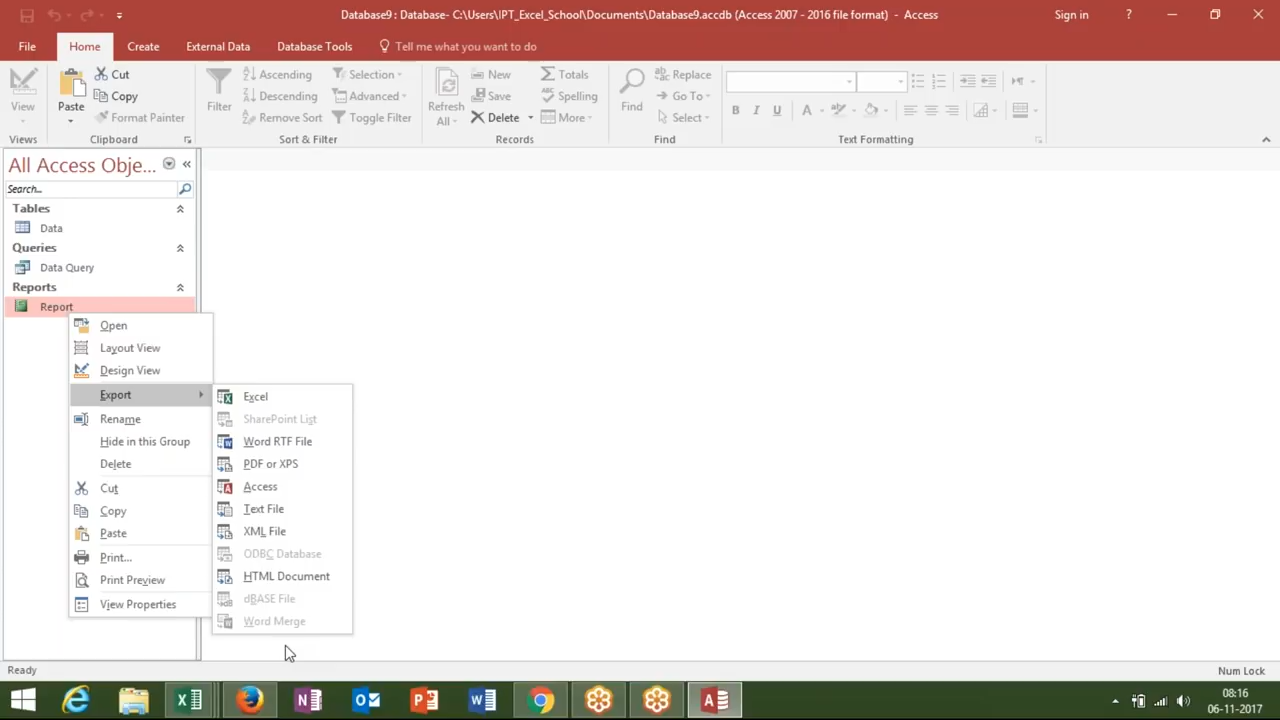 Database9 : Database- C:\Users\IPT_Excel_School\Documents\Database9.accdb (Access 2007 - 2016 file format) - Access
Sign in
?
File
Home
Create
External Data
Database Tools
Tell me what you want to do
View
Views
Paste
Cut
Copy
Format Painter
Clipboard
Filter
Ascending
Descending
Remove Sort
Selection
Advanced
Toggle Filter
Sort & Filter
Refresh
All
New
Save
Delete
Totals
Spelling
More
Records
Find
Replace
Go To
Select
Find
B I U A
Text Formatting
All Access Obje...
Search...
Tables
Data
Queries
Data Query
Reports
Report
Open
Layout View
Design View
Export
Rename
Hide in this Group
Delete
Cut
Copy
Paste
Print...
Print Preview
View Properties
Excel
SharePoint List
Word RTF File
PDF or XPS
Access
Text File
XML File
ODBC Database
HTML Document
dBASE File
Word Merge
Ready
Num Lock
08:16
06-11-2017